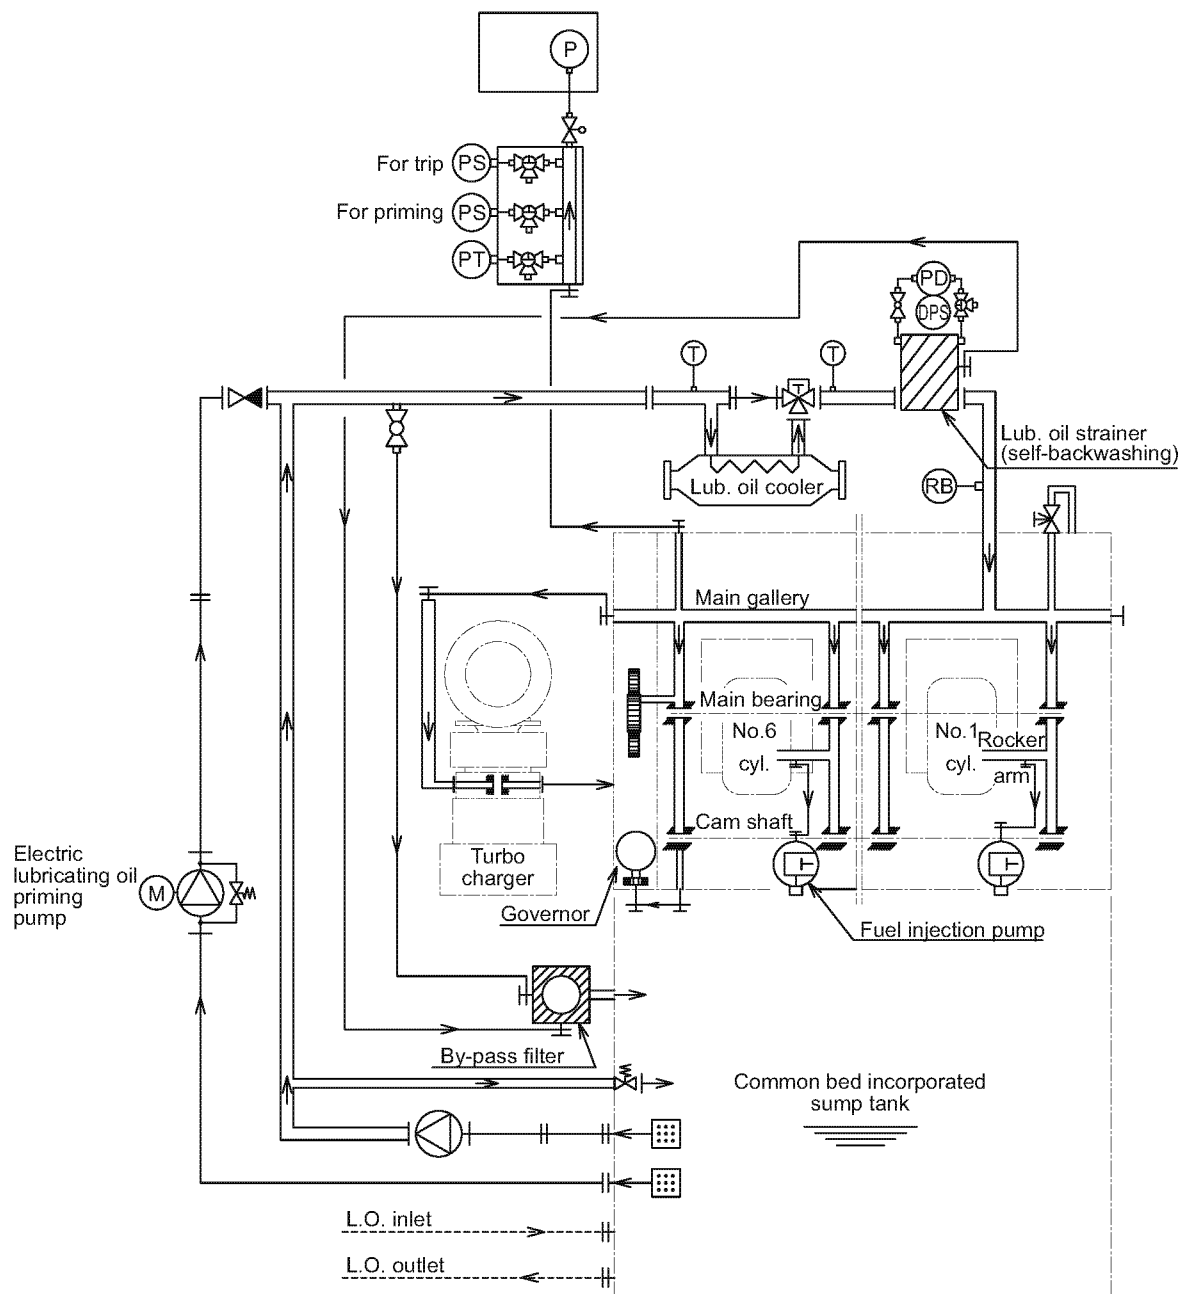 P
For trip
PS
For priming
PS
PT
PD
DPS
T
T
T
Lub. oil strainer
(self-backwashing)
Lub. oil cooler
RB
Main gallery
Main bearing
No.6
cyl.
No.1
cyl.
Rocker
arm
Cam shaft
Turbo
charger
Electric
lubricating oil
priming
pump
M
Governor
Fuel injection pump
By-pass filter
Common bed incorporated
sump tank
L.O. inlet
L.O. outlet